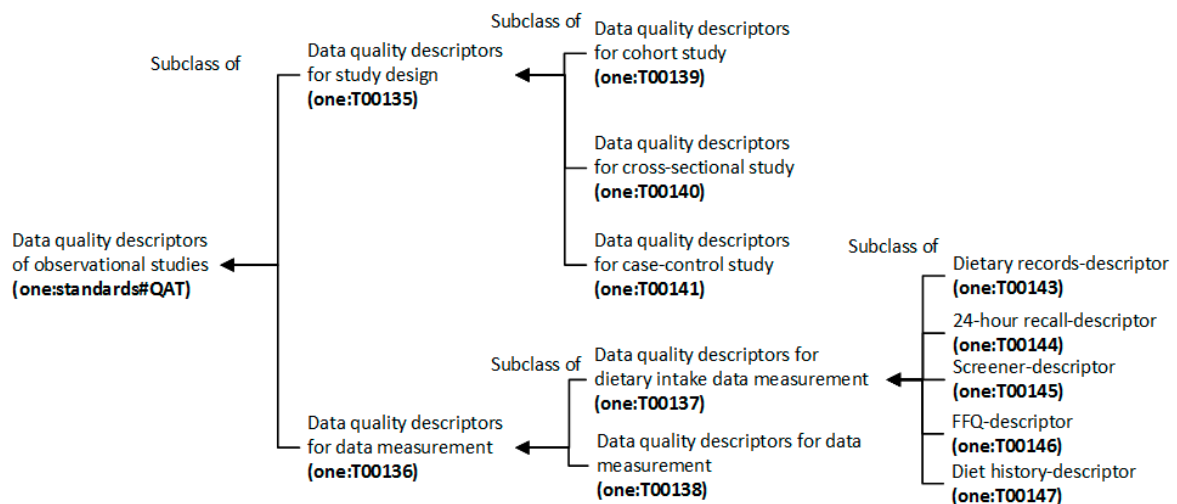 Subclass of
Data quality descriptors
for cohort study
(one:T00139)
Subclass of
Data quality descriptors
for study design
(one:T00135)
Data quality descriptors
for cross-sectional study
(one:T00140)
Data quality descriptors
of observational studies
(one:standards#QAT)
Data quality descriptors
for case-control study
(one:T00141)
Subclass of
Dietary records-descriptor
(one:T00143)
24-hour recall-descriptor
(one:T00144)
Subclass of
Data quality descriptors for
dietary intake data measurement
(one:T00137)
Screener-descriptor
(one:T00145)
Data quality descriptors
for data measurement
(one:T00136)
Data quality descriptors for data
measurement
(one:T00138)
FFQ-descriptor
(one:T00146)
Diet history-descriptor
(one:T00147)